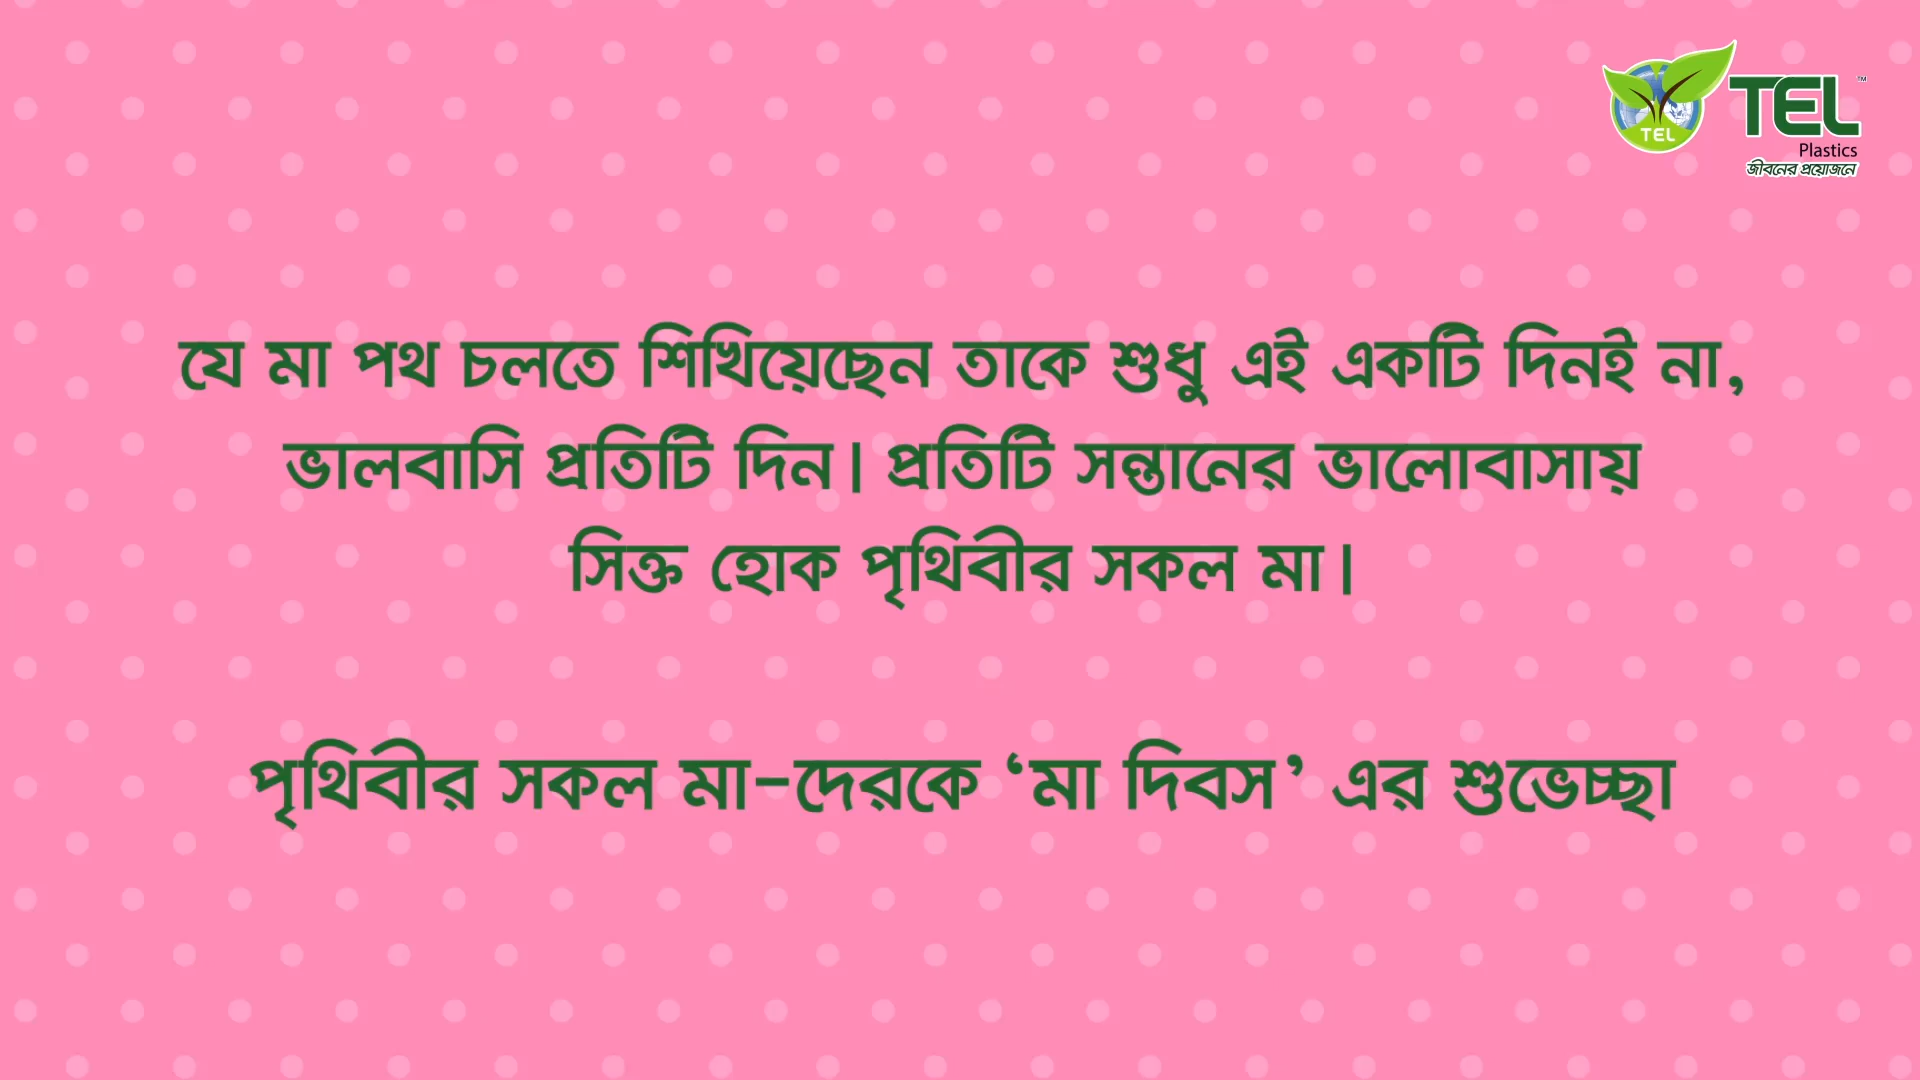 TEL
TEL™
Plastics
জীবনের প্রয়োজনে
যে মা পথ চলতে শিখিয়েছেন তাকে শুধু এই একটি দিনই না,
ভালবাসি প্রতিটি দিন। প্রতিটি সন্তানের ভালোবাসায়
সিক্ত হোক পৃথিবীর সকল মা।
পৃথিবীর সকল মা-দেরকে ‘মা দিবস’ এর শুভেচ্ছা